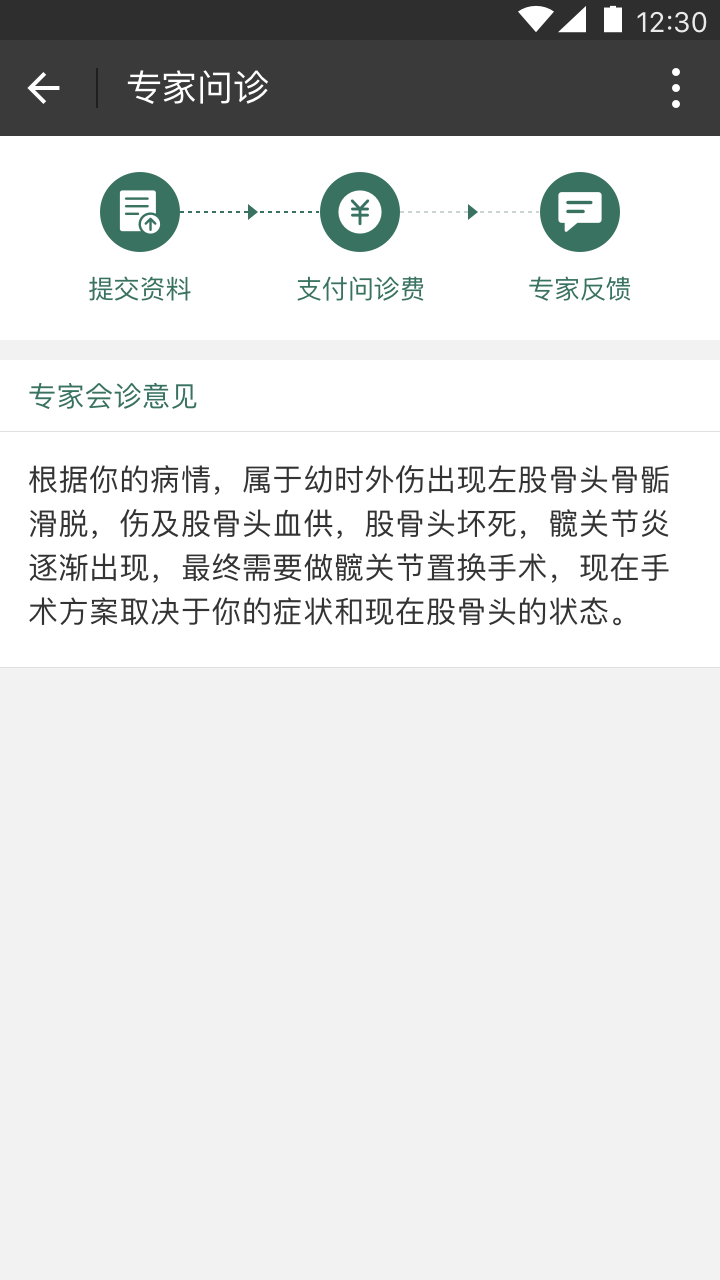 12:30
专家问诊
提交资料
支付问诊费
专家反馈
专家会诊意见
根据你的病情，属于幼时外伤出现左股骨头骨骺
滑脱，伤及股骨头血供，股骨头坏死，髋关节炎
逐渐出现，最终需要做髋关节置换手术，现在手
术方案取决于你的症状和现在股骨头的状态。